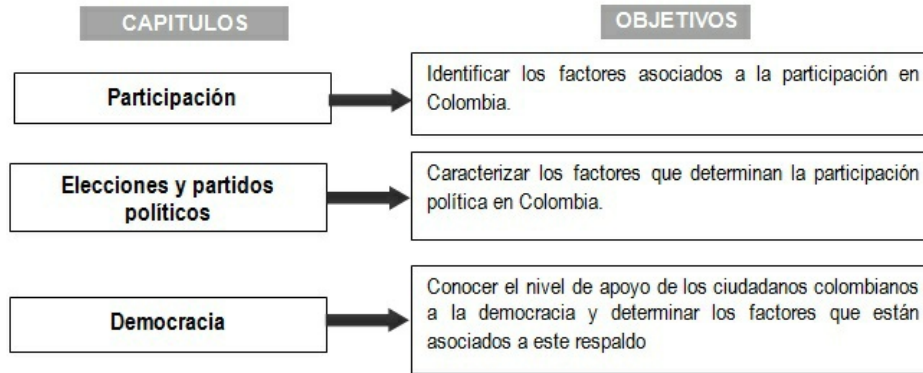 CAPITULOS
OBJETIVOS
Participación
Identificar los factores asociados a la participación en
Colombia.
Elecciones y partidos
políticos
Caracterizar los factores que determinan la participación
política en Colombia.
Democracia
Conocer el nivel de apoyo de los ciudadanos colombianos
a la democracia y determinar los factores que están
asociados a este respaldo